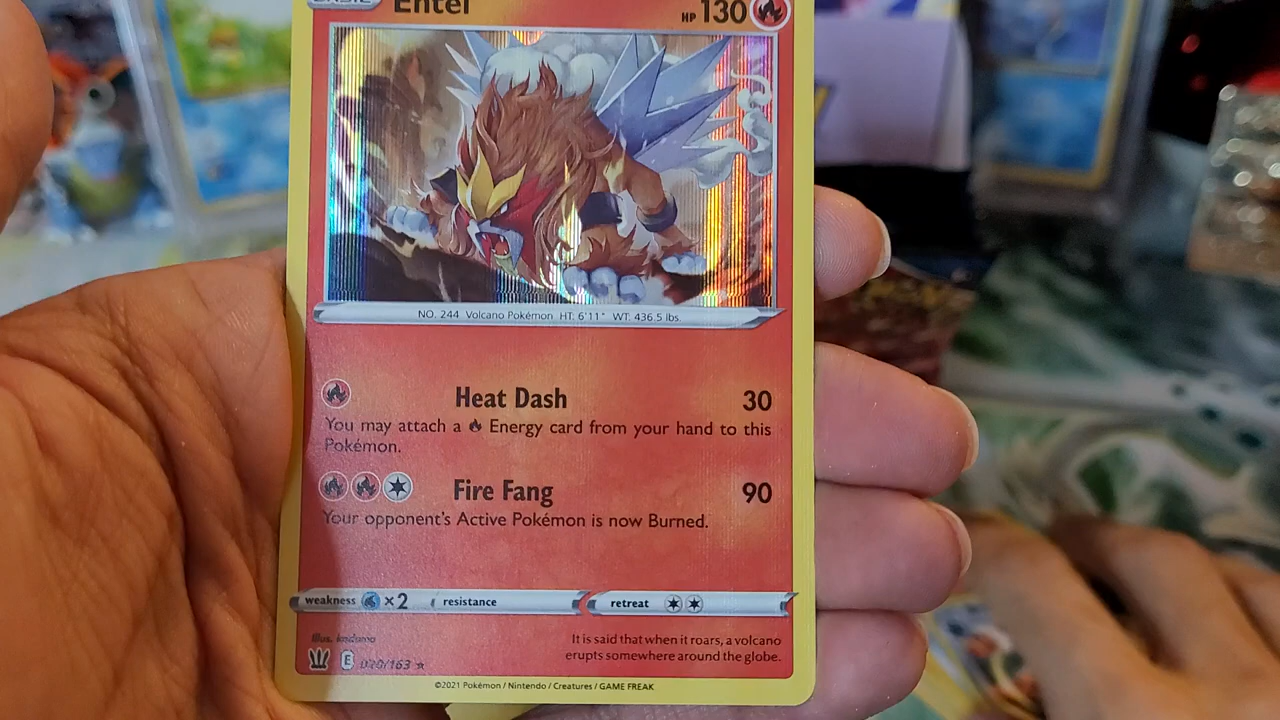 BASIC Entei HP 130
NO. 244 Volcano Pokémon HT: 6'11" WT: 436.5 lbs.
Heat Dash 30
You may attach a Energy card from your hand to this
Pokémon.
Fire Fang 90
Your opponent's Active Pokémon is now Burned.
weakness ×2 resistance retreat
Illus. kodama
It is said that when it roars, a volcano
E 020/163
erupts somewhere around the globe.
©2021 Pokémon / Nintendo / Creatures / GAME FREAK